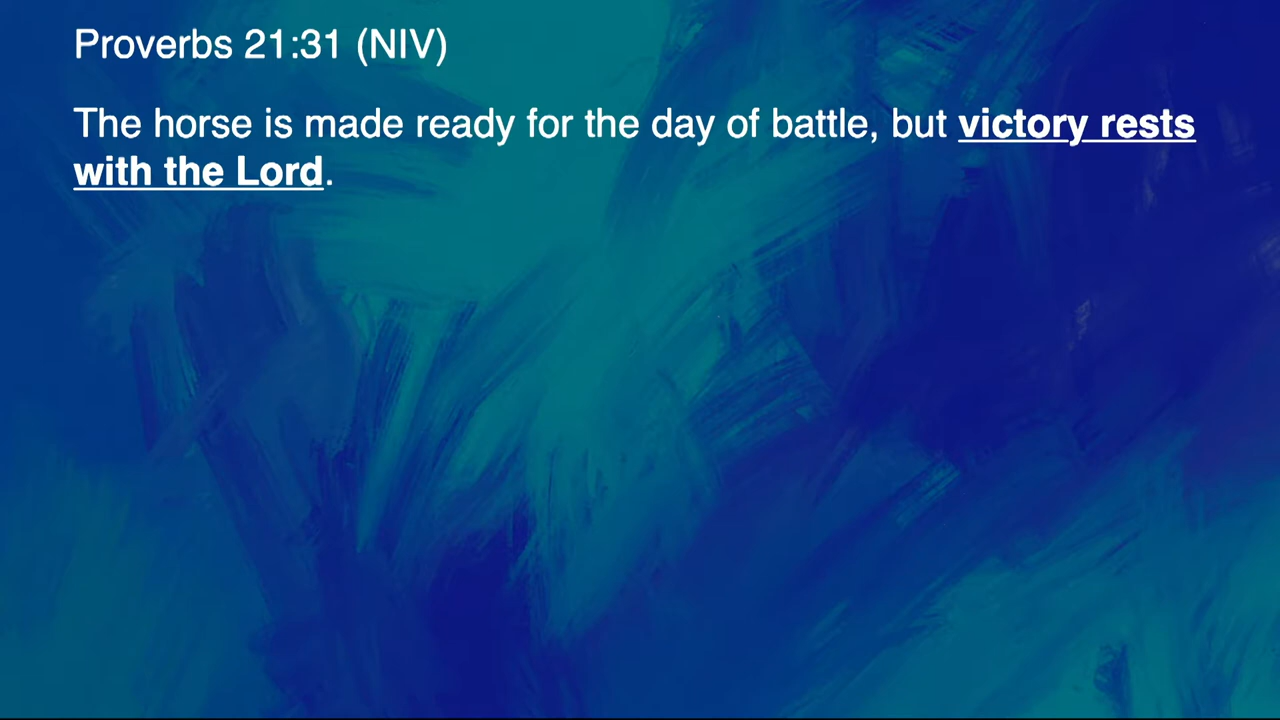 Proverbs 21:31 (NIV)
The horse is made ready for the day of battle, but victory rests
with the Lord.